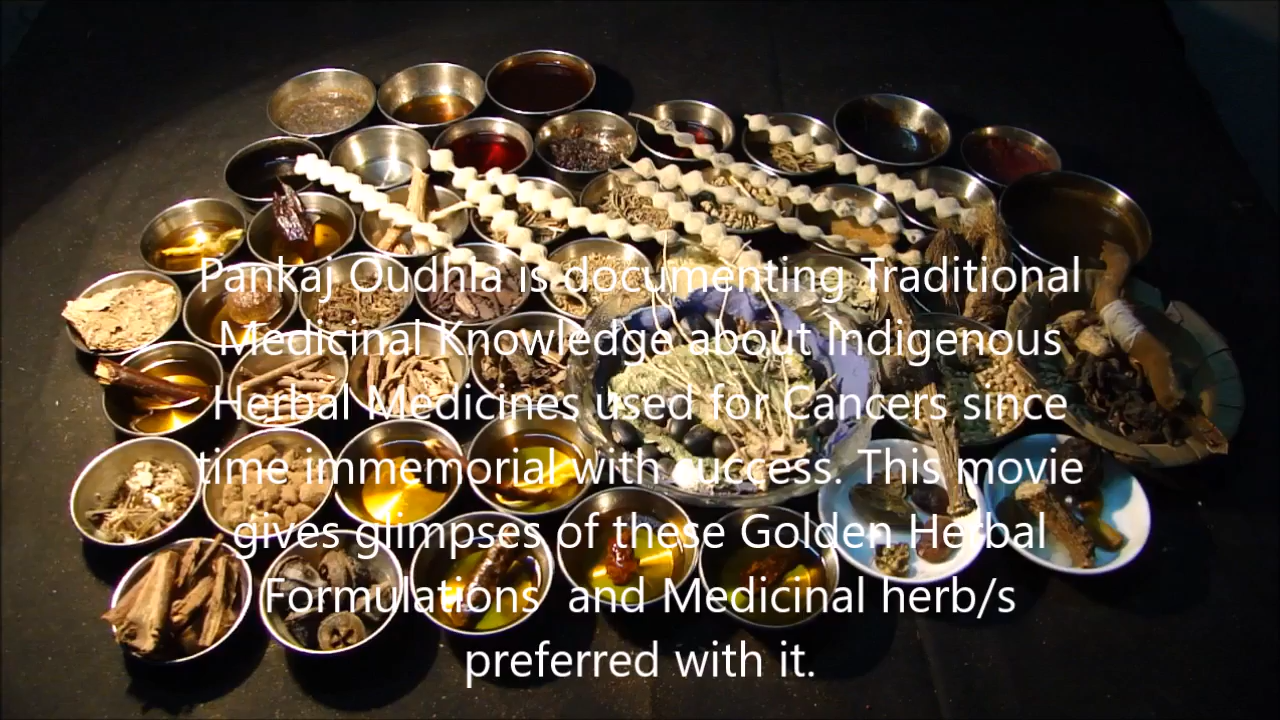 Pankaj Oudhia is documenting Traditional
Medicinal Knowledge about Indigenous
Herbal Medicines used for Cancers since
time immemorial with success. This movie
gives glimpses of these Golden Herbal
Formulations  and Medicinal herb/s
preferred with it.